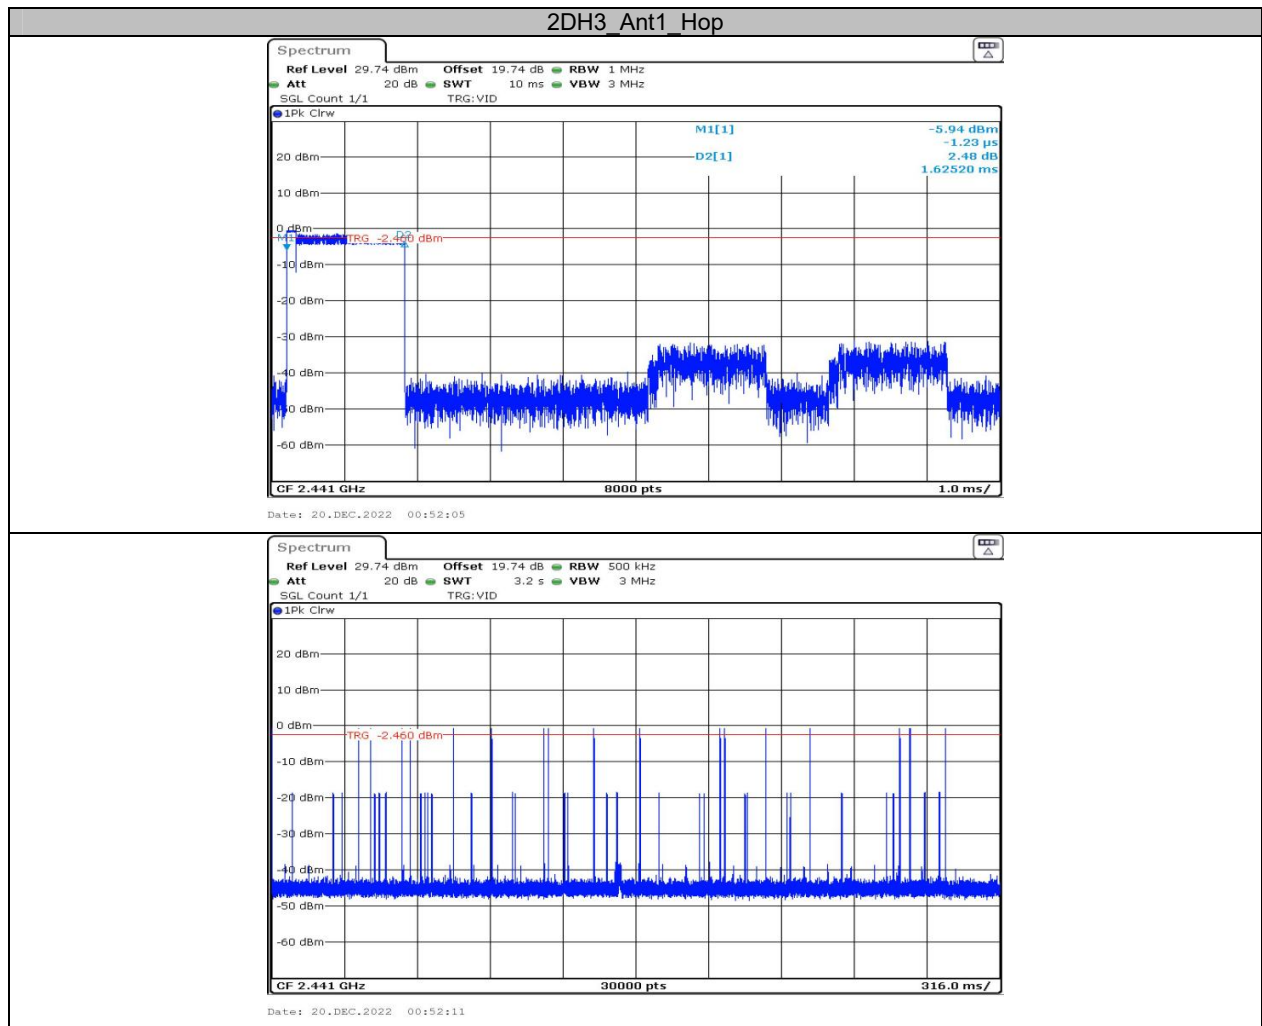 2DH3_Ant1_Hop
Spectrum
Ref Level 29.74 dBm Offset 19.74 dB RBW 1 MHz
Att 20 dB SWT 10 ms VBW 3 MHz
SGL Count 1/1 TRG:VID
1Pk Clrw
M1[1] -5.94 dBm
-1.23 µs
20 dBm D2[1] 2.48 dB
1.62520 ms
10 dBm
0 dBm
M1 TRG -2.460 dBm D2
-10 dBm
-20 dBm
-30 dBm
-40 dBm
-50 dBm
-60 dBm
CF 2.441 GHz 8000 pts 1.0 ms/
Date: 20.DEC.2022 00:52:05
Spectrum
Ref Level 29.74 dBm Offset 19.74 dB RBW 500 kHz
Att 20 dB SWT 3.2 s VBW 3 MHz
SGL Count 1/1 TRG:VID
1Pk Clrw
20 dBm
10 dBm
0 dBm
TRG -2.460 dBm
-10 dBm
-20 dBm
-30 dBm
-40 dBm
-50 dBm
-60 dBm
CF 2.441 GHz 30000 pts 316.0 ms/
Date: 20.DEC.2022 00:52:11